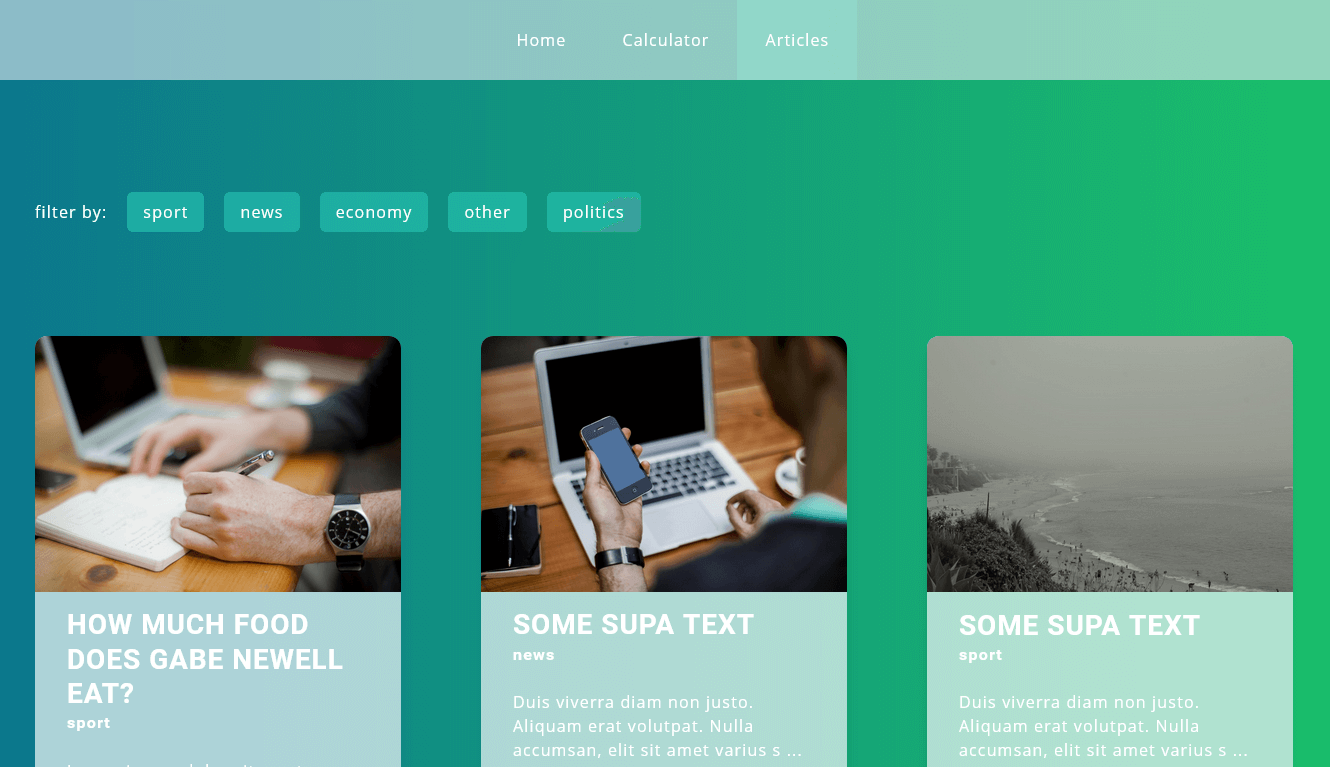 Home Calculator Articles
filter by: sport news economy other politics
HOW MUCH FOOD
DOES GABE NEWELL
EAT?
sport
SOME SUPA TEXT
news
Duis viverra diam non justo.
Aliquam erat volutpat. Nulla
accumsan, elit sit amet varius s ...
SOME SUPA TEXT
sport
Duis viverra diam non justo.
Aliquam erat volutpat. Nulla
accumsan, elit sit amet varius s ...